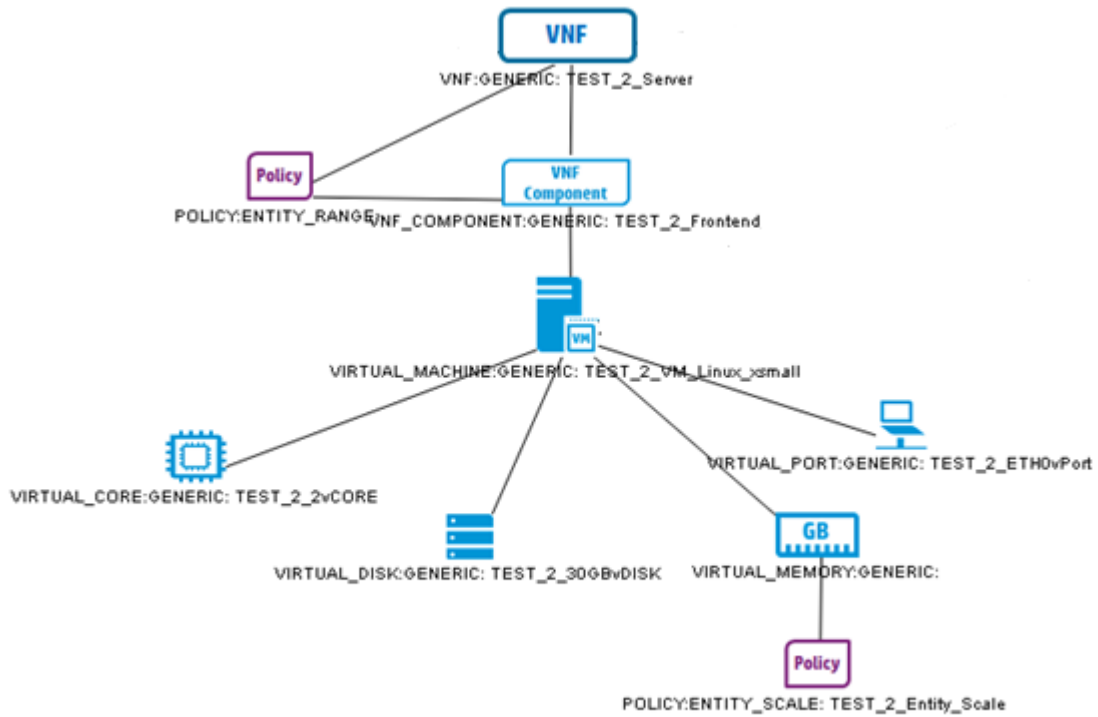 VNF
VNF:GENERIC: TEST_2_Server
Policy
VNF
Component
POLICY:ENTITY_RANGE
VNF_COMPONENT:GENERIC: TEST_2_Frontend
VM
VIRTUAL_MACHINE:GENERIC: TEST_2_VM_Linux_xsmall
VIRTUAL_PORT:GENERIC: TEST_2_ETH0vPort
VIRTUAL_CORE:GENERIC: TEST_2_2vCORE
GB
VIRTUAL_DISK:GENERIC: TEST_2_30GBvDISK
VIRTUAL_MEMORY:GENERIC:
Policy
POLICY:ENTITY_SCALE: TEST_2_Entity_Scale